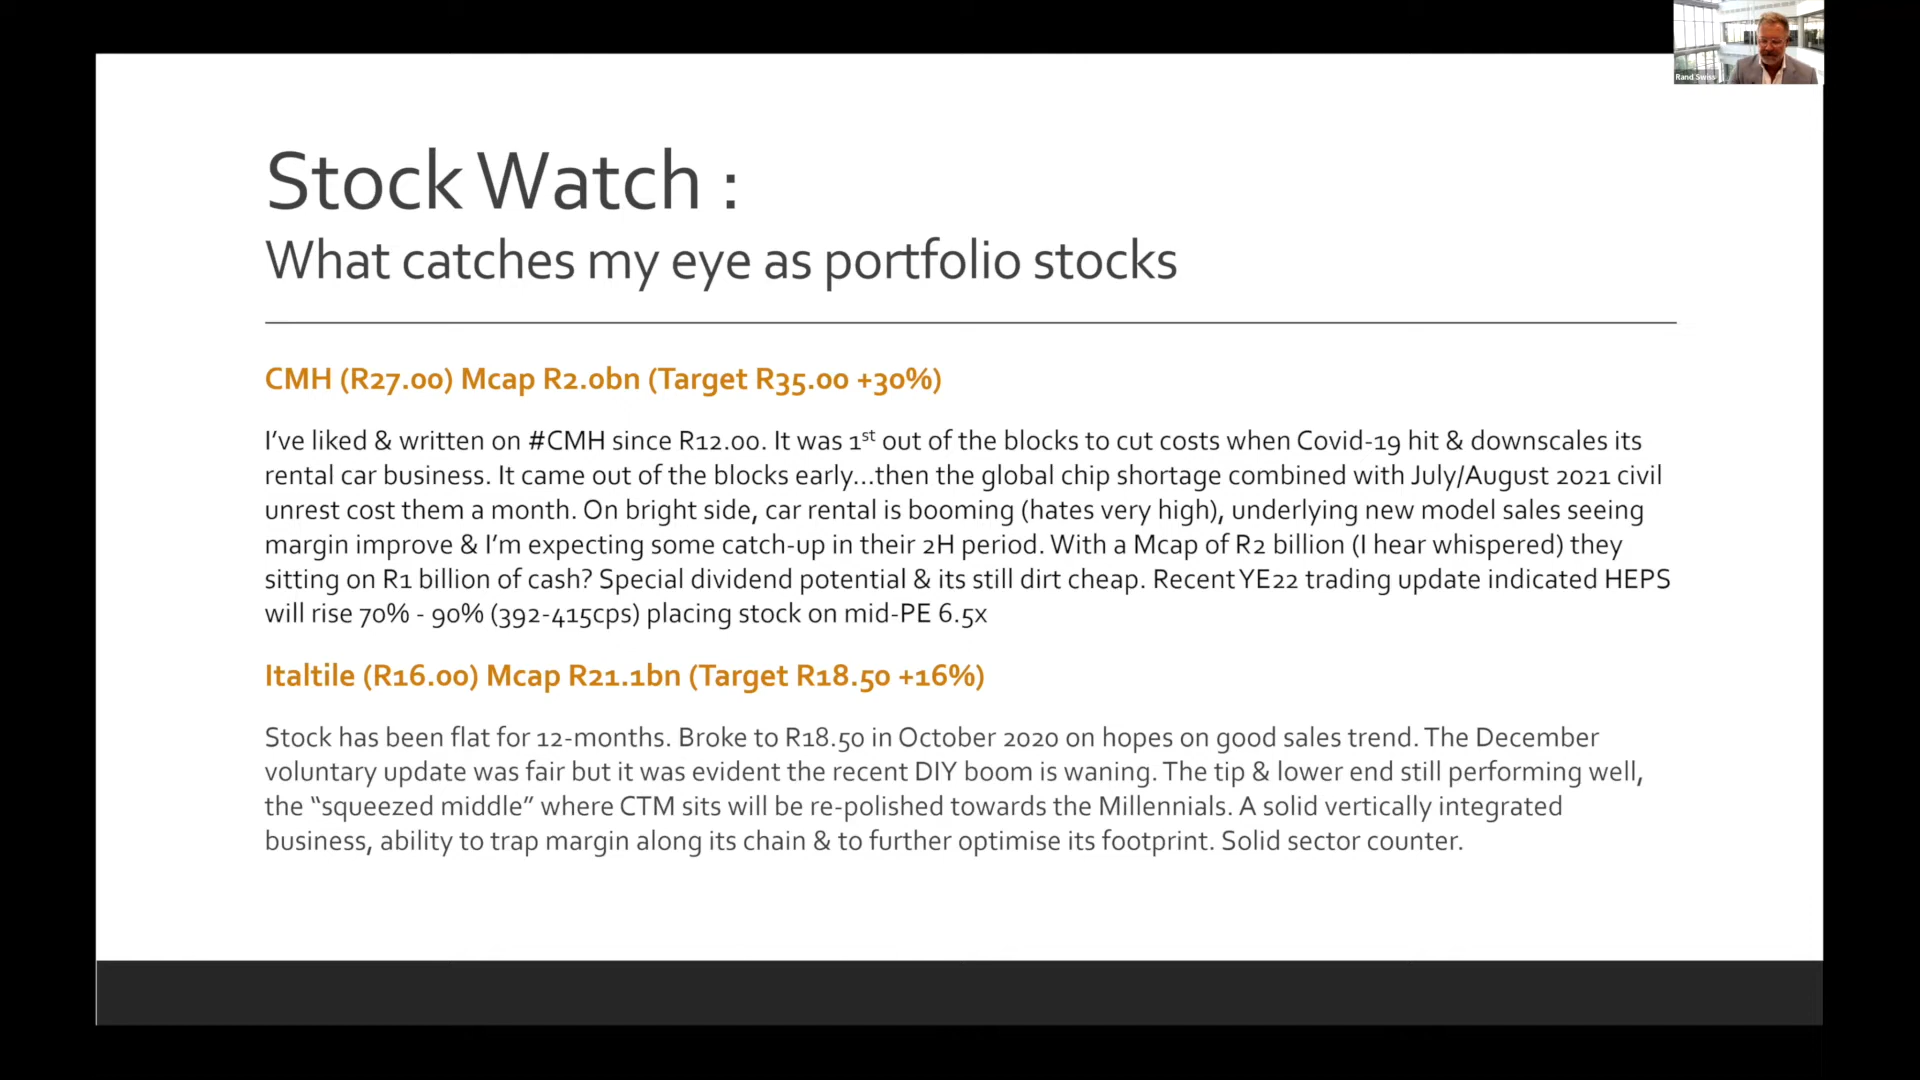 Rand Swiss
Stock Watch :
What catches my eye as portfolio stocks
CMH (R27.00) Mcap R2.0bn (Target R35.00 +30%)
I've liked & written on #CMH since R12.00. It was 1st out of the blocks to cut costs when Covid-19 hit & downscales its
rental car business. It came out of the blocks early...then the global chip shortage combined with July/August 2021 civil
unrest cost them a month. On bright side, car rental is booming (hates very high), underlying new model sales seeing
margin improve & I'm expecting some catch-up in their 2H period. With a Mcap of R2 billion (I hear whispered) they
sitting on R1 billion of cash? Special dividend potential & its still dirt cheap. Recent YE22 trading update indicated HEPS
will rise 70% - 90% (392-415cps) placing stock on mid-PE 6.5x
Italtile (R16.00) Mcap R21.1bn (Target R18.50 +16%)
Stock has been flat for 12-months. Broke to R18.50 in October 2020 on hopes on good sales trend. The December
voluntary update was fair but it was evident the recent DIY boom is waning. The tip & lower end still performing well,
the "squeezed middle" where CTM sits will be re-polished towards the Millennials. A solid vertically integrated
business, ability to trap margin along its chain & to further optimise its footprint. Solid sector counter.